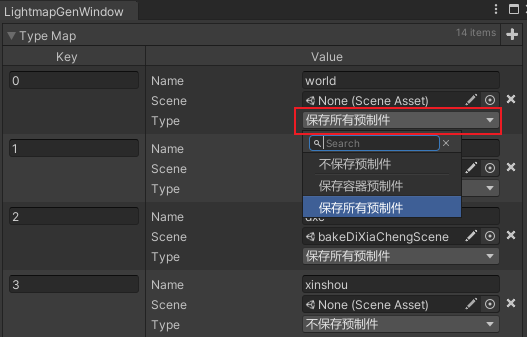 LightmapGenWindow
Type Map
14 items
Key
Value
0
Name
world
Scene
None (Scene Asset)
Type
保存所有预制件
Search
不保存预制件
保存容器预制件
保存所有预制件
1
Name
Scene
Type
2
Name
Scene
bakeDiXiaChengScene
Type
保存所有预制件
3
Name
xinshou
Scene
None (Scene Asset)
Type
不保存预制件